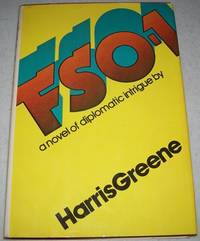 FSO-1
a novel of diplomatic intrigue by
HarrisGreene